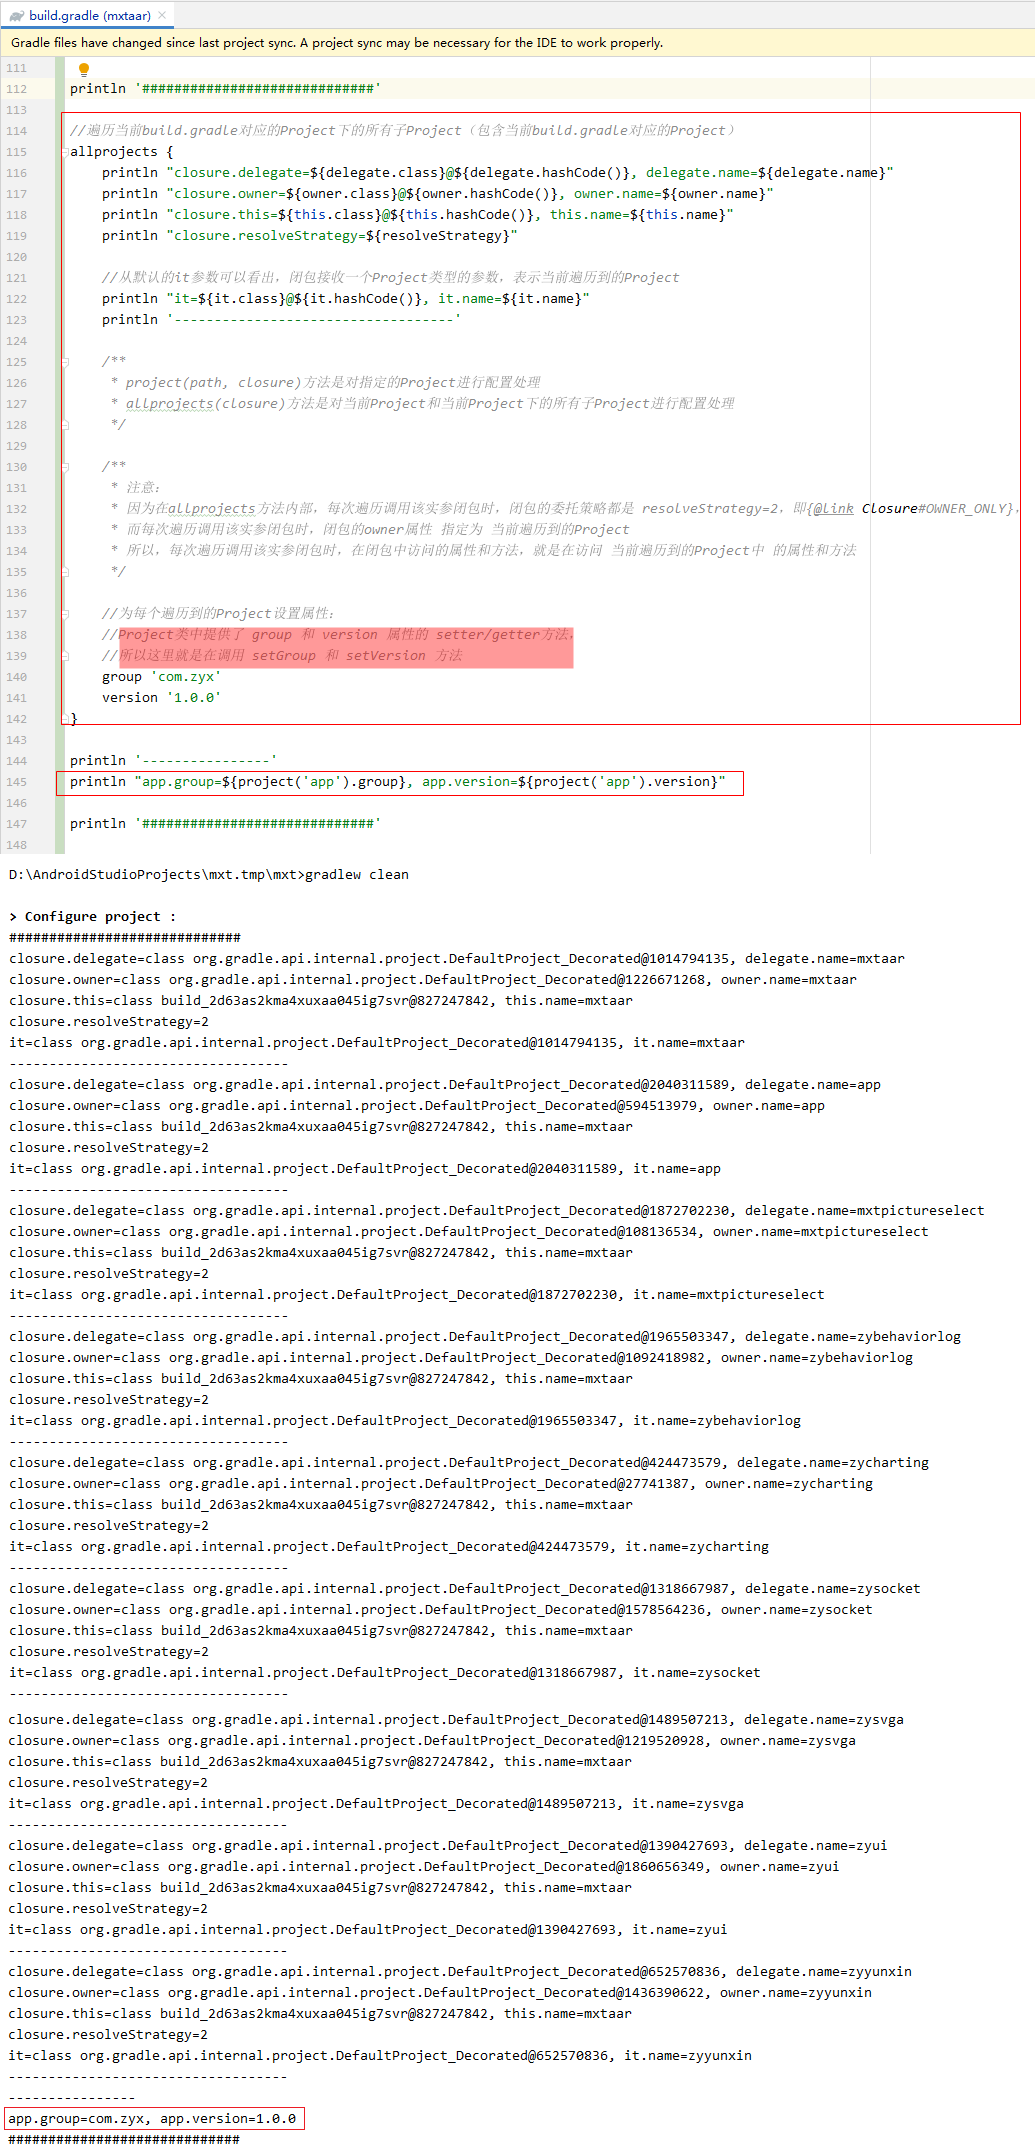 build.gradle (mxtaar)
Gradle files have changed since last project sync. A project sync may be necessary for the IDE to work properly.
111
112 println '#############################'
113
114 //遍历当前build.gradle对应的Project下的所有子Project（包含当前build.gradle对应的Project）
115 allprojects {
116 println "closure.delegate=${delegate.class}@${delegate.hashCode()}, delegate.name=${delegate.name}"
117 println "closure.owner=${owner.class}@${owner.hashCode()}, owner.name=${owner.name}"
118 println "closure.this=${this.class}@${this.hashCode()}, this.name=${this.name}"
119 println "closure.resolveStrategy=${resolveStrategy}"
120
121 //从默认的it参数可以看出，闭包接收一个Project类型的参数，表示当前遍历到的Project
122 println "it=${it.class}@${it.hashCode()}, it.name=${it.name}"
123 println '-----------------------------------'
124
125 /**
126 * project(path, closure)方法是对指定的Project进行配置处理
127 * allprojects(closure)方法是对当前Project和当前Project下的所有子Project进行配置处理
128 */
129
130 /**
131 * 注意：
132 * 因为在allprojects方法内部，每次遍历调用该实参闭包时，闭包的委托策略都是 resolveStrategy=2，即{@link Closure#OWNER_ONLY}，
133 * 而每次遍历调用该实参闭包时，闭包的owner属性 指定为 当前遍历到的Project
134 * 所以，每次遍历调用该实参闭包时，在闭包中访问的属性和方法，就是在访问 当前遍历到的Project中 的属性和方法
135 */
136
137 //为每个遍历到的Project设置属性：
138 //Project类中提供了 group 和 version 属性的 setter/getter方法，
139 //所以这里就是在调用 setGroup 和 setVersion 方法
140 group 'com.zyx'
141 version '1.0.0'
142 }
143
144 println '----------------'
145 println "app.group=${project('app').group}, app.version=${project('app').version}"
146
147 println '#############################'
148
D:\AndroidStudioProjects\mxt.tmp\mxt>gradlew clean
> Configure project :
#############################
closure.delegate=class org.gradle.api.internal.project.DefaultProject_Decorated@1014794135, delegate.name=mxtaar
closure.owner=class org.gradle.api.internal.project.DefaultProject_Decorated@1226671268, owner.name=mxtaar
closure.this=class build_2d63as2kma4xuxaa045ig7svr@827247842, this.name=mxtaar
closure.resolveStrategy=2
it=class org.gradle.api.internal.project.DefaultProject_Decorated@1014794135, it.name=mxtaar
-----------------------------------
closure.delegate=class org.gradle.api.internal.project.DefaultProject_Decorated@2040311589, delegate.name=app
closure.owner=class org.gradle.api.internal.project.DefaultProject_Decorated@594513979, owner.name=app
closure.this=class build_2d63as2kma4xuxaa045ig7svr@827247842, this.name=mxtaar
closure.resolveStrategy=2
it=class org.gradle.api.internal.project.DefaultProject_Decorated@2040311589, it.name=app
-----------------------------------
closure.delegate=class org.gradle.api.internal.project.DefaultProject_Decorated@1872702230, delegate.name=mxtpictureselect
closure.owner=class org.gradle.api.internal.project.DefaultProject_Decorated@108136534, owner.name=mxtpictureselect
closure.this=class build_2d63as2kma4xuxaa045ig7svr@827247842, this.name=mxtaar
closure.resolveStrategy=2
it=class org.gradle.api.internal.project.DefaultProject_Decorated@1872702230, it.name=mxtpictureselect
-----------------------------------
closure.delegate=class org.gradle.api.internal.project.DefaultProject_Decorated@1965503347, delegate.name=zybehaviorlog
closure.owner=class org.gradle.api.internal.project.DefaultProject_Decorated@1092418982, owner.name=zybehaviorlog
closure.this=class build_2d63as2kma4xuxaa045ig7svr@827247842, this.name=mxtaar
closure.resolveStrategy=2
it=class org.gradle.api.internal.project.DefaultProject_Decorated@1965503347, it.name=zybehaviorlog
-----------------------------------
closure.delegate=class org.gradle.api.internal.project.DefaultProject_Decorated@424473579, delegate.name=zycharting
closure.owner=class org.gradle.api.internal.project.DefaultProject_Decorated@27741387, owner.name=zycharting
closure.this=class build_2d63as2kma4xuxaa045ig7svr@827247842, this.name=mxtaar
closure.resolveStrategy=2
it=class org.gradle.api.internal.project.DefaultProject_Decorated@424473579, it.name=zycharting
-----------------------------------
closure.delegate=class org.gradle.api.internal.project.DefaultProject_Decorated@1318667987, delegate.name=zysocket
closure.owner=class org.gradle.api.internal.project.DefaultProject_Decorated@1578564236, owner.name=zysocket
closure.this=class build_2d63as2kma4xuxaa045ig7svr@827247842, this.name=mxtaar
closure.resolveStrategy=2
it=class org.gradle.api.internal.project.DefaultProject_Decorated@1318667987, it.name=zysocket
-----------------------------------
closure.delegate=class org.gradle.api.internal.project.DefaultProject_Decorated@1489507213, delegate.name=zysvga
closure.owner=class org.gradle.api.internal.project.DefaultProject_Decorated@1219520928, owner.name=zysvga
closure.this=class build_2d63as2kma4xuxaa045ig7svr@827247842, this.name=mxtaar
closure.resolveStrategy=2
it=class org.gradle.api.internal.project.DefaultProject_Decorated@1489507213, it.name=zysvga
-----------------------------------
closure.delegate=class org.gradle.api.internal.project.DefaultProject_Decorated@1390427693, delegate.name=zyui
closure.owner=class org.gradle.api.internal.project.DefaultProject_Decorated@1860656349, owner.name=zyui
closure.this=class build_2d63as2kma4xuxaa045ig7svr@827247842, this.name=mxtaar
closure.resolveStrategy=2
it=class org.gradle.api.internal.project.DefaultProject_Decorated@1390427693, it.name=zyui
-----------------------------------
closure.delegate=class org.gradle.api.internal.project.DefaultProject_Decorated@652570836, delegate.name=zyyunxin
closure.owner=class org.gradle.api.internal.project.DefaultProject_Decorated@1436390622, owner.name=zyyunxin
closure.this=class build_2d63as2kma4xuxaa045ig7svr@827247842, this.name=mxtaar
closure.resolveStrategy=2
it=class org.gradle.api.internal.project.DefaultProject_Decorated@652570836, it.name=zyyunxin
-----------------------------------
----------------
app.group=com.zyx, app.version=1.0.0
#############################